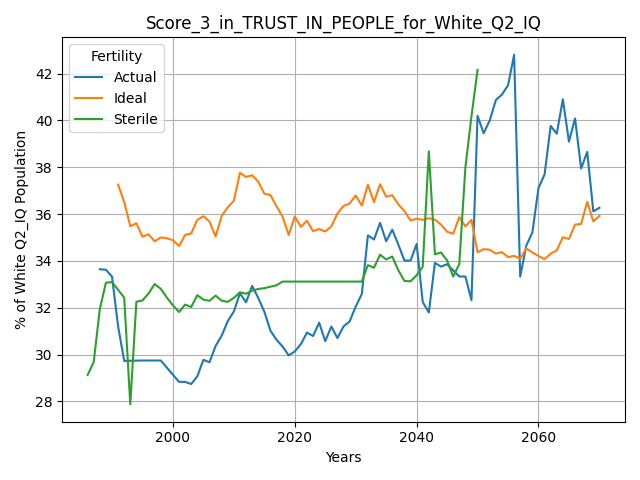 Score_3_in_TRUST_IN_PEOPLE_for_White_Q2_IQ
Fertility
Actual
Ideal
Sterile
% of White Q2_IQ Population
42
40
38
36
34
32
30
28
2000
2020
2040
2060
Years